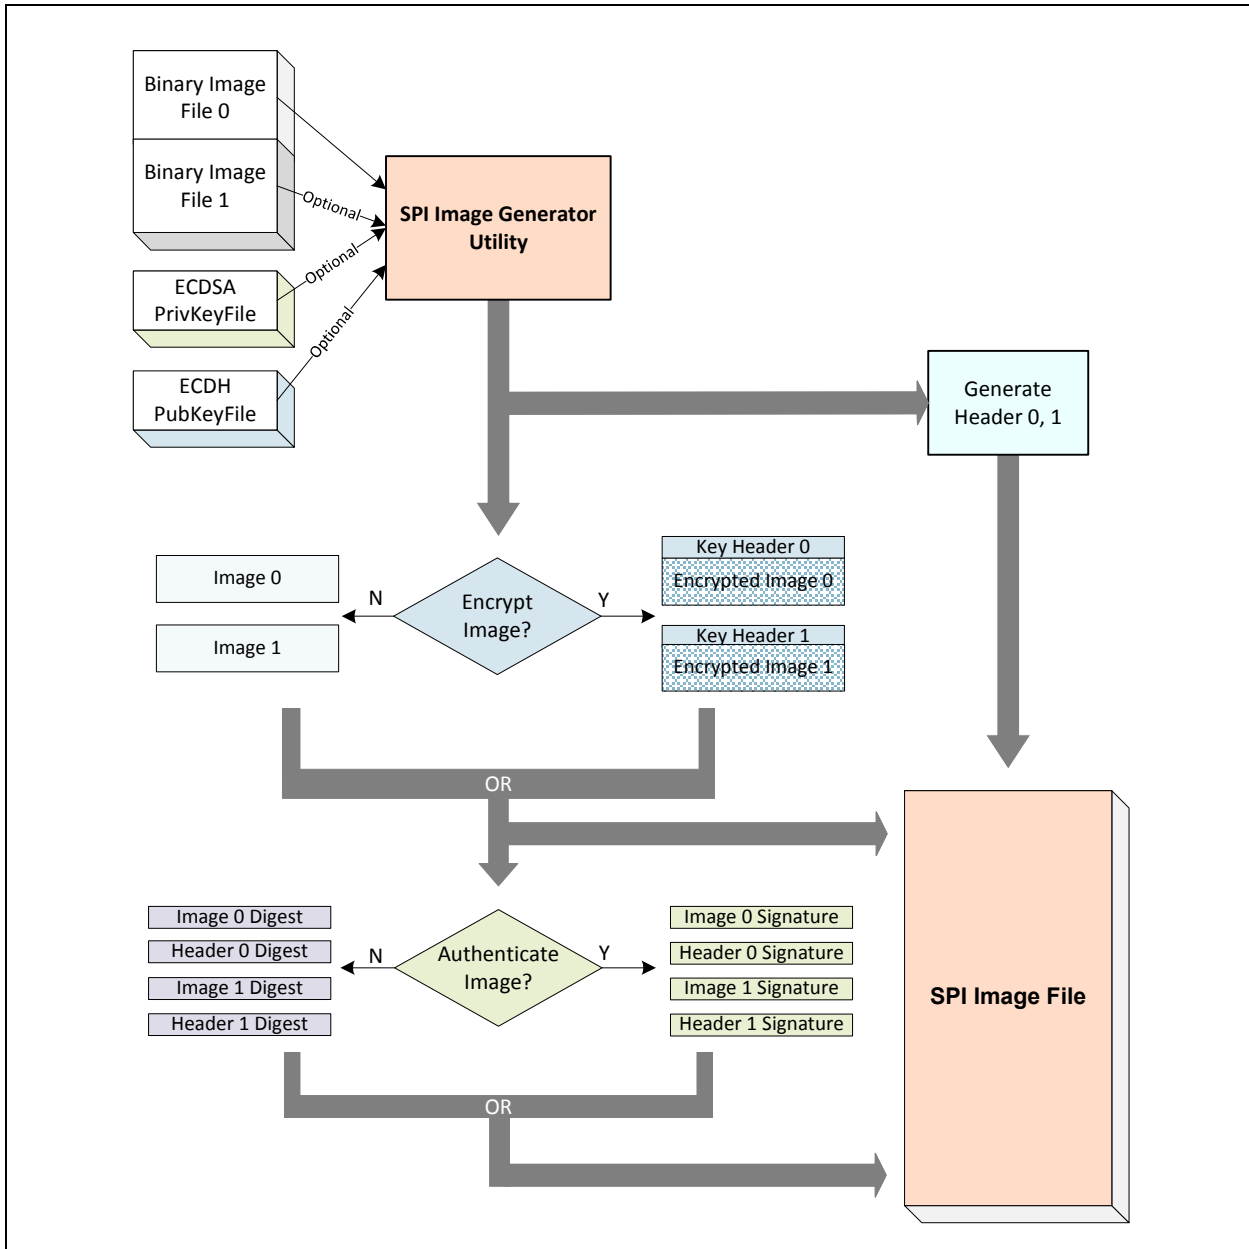 Binary Image
File 0
Binary Image
File 1
Optional
SPI Image Generator
Utility
ECDSA
PrivKeyFile
Optional
ECDH
PubKeyFile
Optional
Generate
Header 0, 1
Image 0
Image 1
N
Encrypt
Image?
Y
Key Header 0
Encrypted Image 0
Key Header 1
Encrypted Image 1
OR
Image 0 Digest
Header 0 Digest
Image 1 Digest
Header 1 Digest
N
Authenticate
Image?
Y
Image 0 Signature
Header 0 Signature
Image 1 Signature
Header 1 Signature
SPI Image File
OR